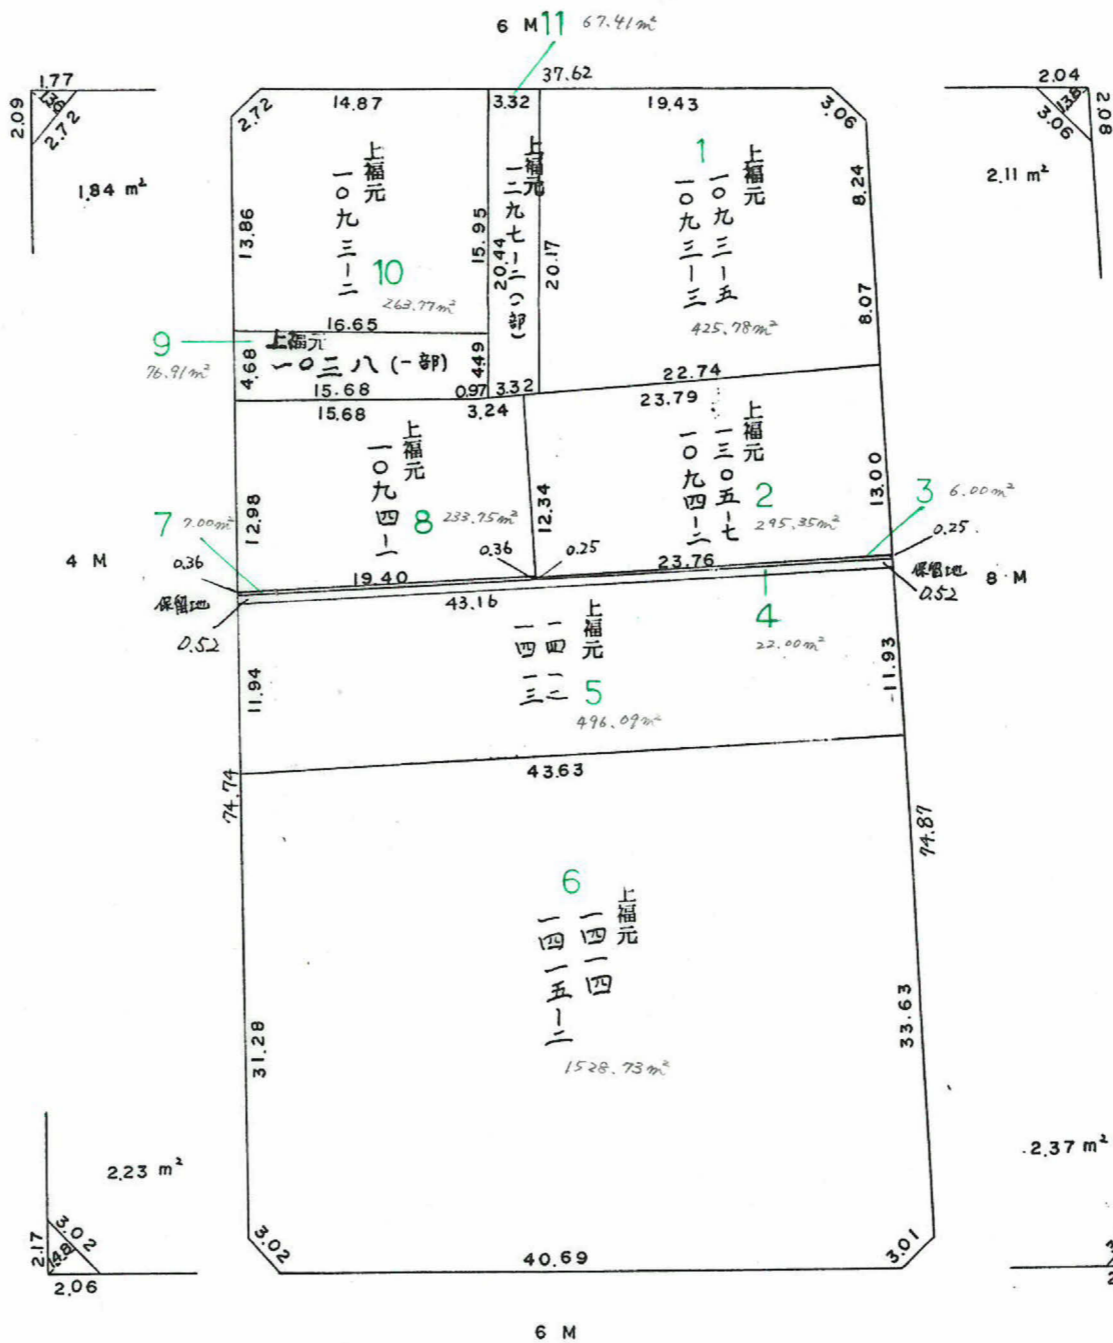 6 M
11 67.41m²
37.62
1.77
2.09
1.36
2.72
1.84 m²
2.72
14.87
3.32
19.43
3.06
2.04
2.08
1.38
3.06
2.11 m²
上福元
一〇九三-二
10
263.77m²
13.86
15.95
20.44
上福元
一二九七-二(一部)
20.17
1
上福元
一〇九三-五
一〇九三-三
425.78m²
8.24
8.07
16.65
9
76.91m²
上福元
一〇三八(一部)
4.68
4.49
15.68
0.97
3.32
22.74
15.68
3.24
23.79
上福元
一〇九四-一
8
233.75m²
12.98
12.34
上福元
一三〇五-七
一〇九四-二
2
295.35m²
13.00
3
6.00m²
0.25
7
7.00m²
0.36
0.36
0.25
19.40
23.76
4 M
8 M
保留地
0.52
保留地
0.52
43.16
4
22.00m²
上福元
一四一二
一四一三
5
496.09m²
11.94
11.93
43.63
74.74
74.87
6
上福元
一四一四
一四一五-二
1528.73m²
31.28
33.63
2.23 m²
2.37 m²
2.17
3.02
1.48
2.06
3.02
40.69
3.01
6 M